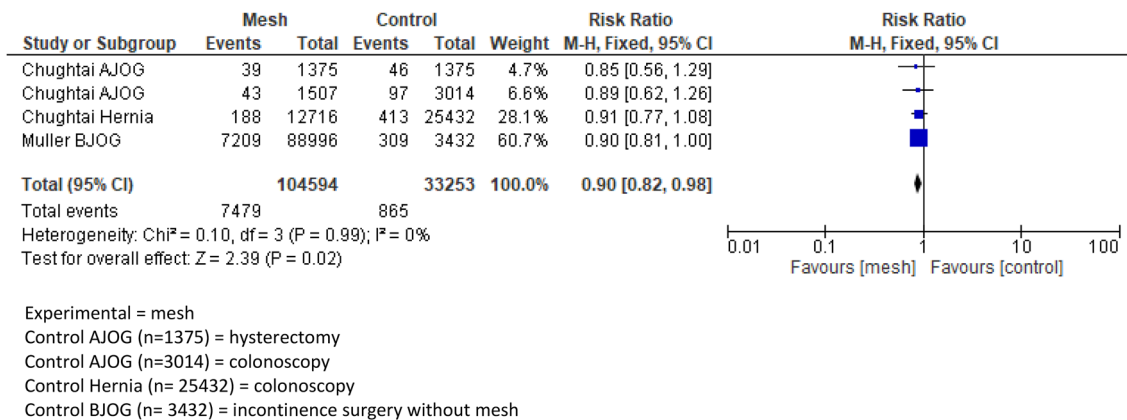 Mesh Control Risk Ratio Risk Ratio
Study or Subgroup Events Total Events Total Weight M-H, Fixed, 95% CI M-H, Fixed, 95% CI
Chughtai AJOG 39 1375 46 1375 4.7% 0.85 [0.56, 1.29]
Chughtai AJOG 43 1507 97 3014 6.6% 0.89 [0.62, 1.26]
Chughtai Hernia 188 12716 413 25432 28.1% 0.91 [0.77, 1.08]
Muller BJOG 7209 88996 309 3432 60.7% 0.90 [0.81, 1.00]
Total (95% CI) 104594 33253 100.0% 0.90 [0.82, 0.98]
Total events 7479 865
Heterogeneity: Chi² = 0.10, df = 3 (P = 0.99); I² = 0%
Test for overall effect: Z = 2.39 (P = 0.02)
0.01 0.1 1 10 100
Favours [mesh] Favours [control]
Experimental = mesh
Control AJOG (n=1375) = hysterectomy
Control AJOG (n=3014) = colonoscopy
Control Hernia (n= 25432) = colonoscopy
Control BJOG (n= 3432) = incontinence surgery without mesh